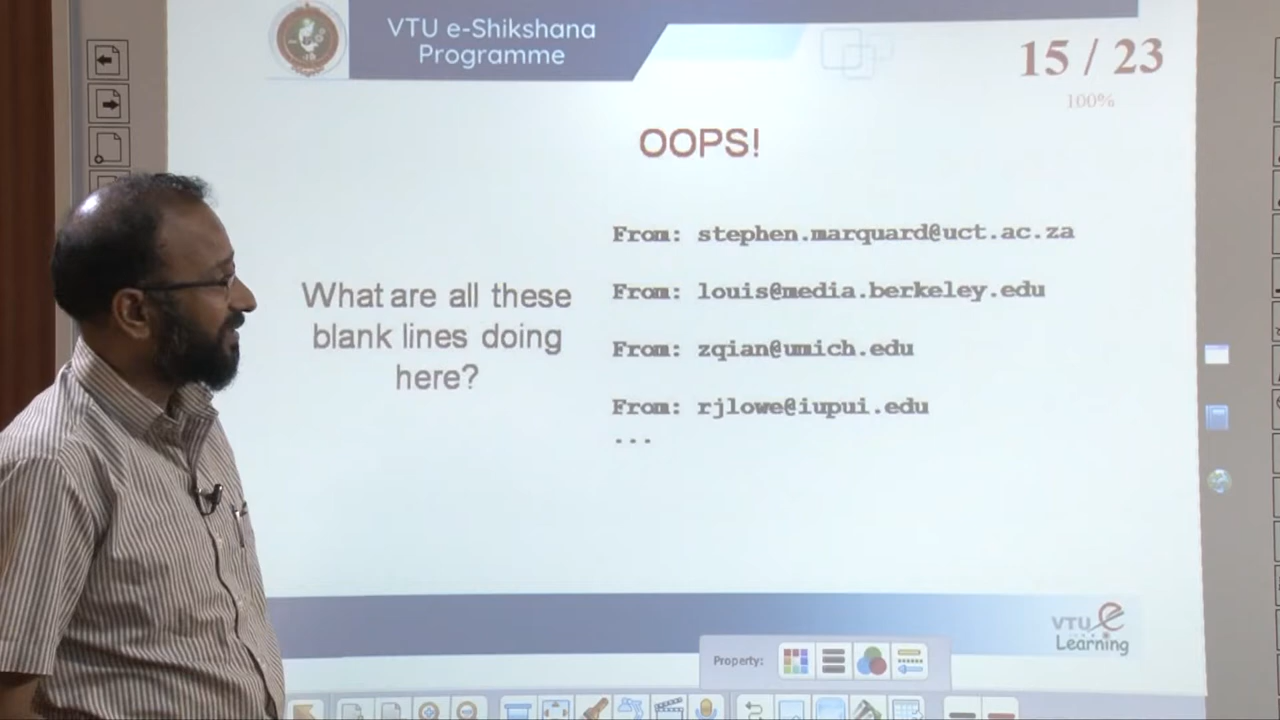 VTU e-Shikshana
Programme
15 / 23
100%
OOPS!
What are all these
blank lines doing
here?
From: stephen.marquard@uct.ac.za
From: louis@media.berkeley.edu
From: zqian@umich.edu
From: rjlowe@iupui.edu
...
VTU e
Learning
Property: